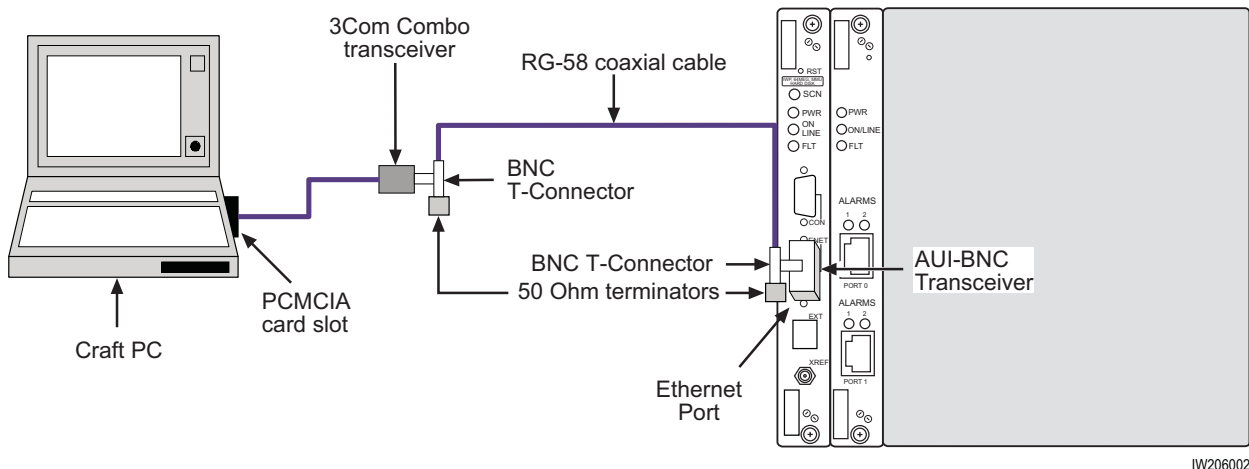 3Com Combo
transceiver
RG-58 coaxial cable
BNC
T-Connector
BNC T-Connector
50 Ohm terminators
AUI-BNC
Transceiver
PCMCIA
card slot
Craft PC
Ethernet
Port
RST
SCN
PWR
ON
LINE
FLT
CON
ENET
EXT
XREF
PWR
ON/LINE
FLT
ALARMS
1 2
PORT 0
ALARMS
1 2
PORT 1
IW206002